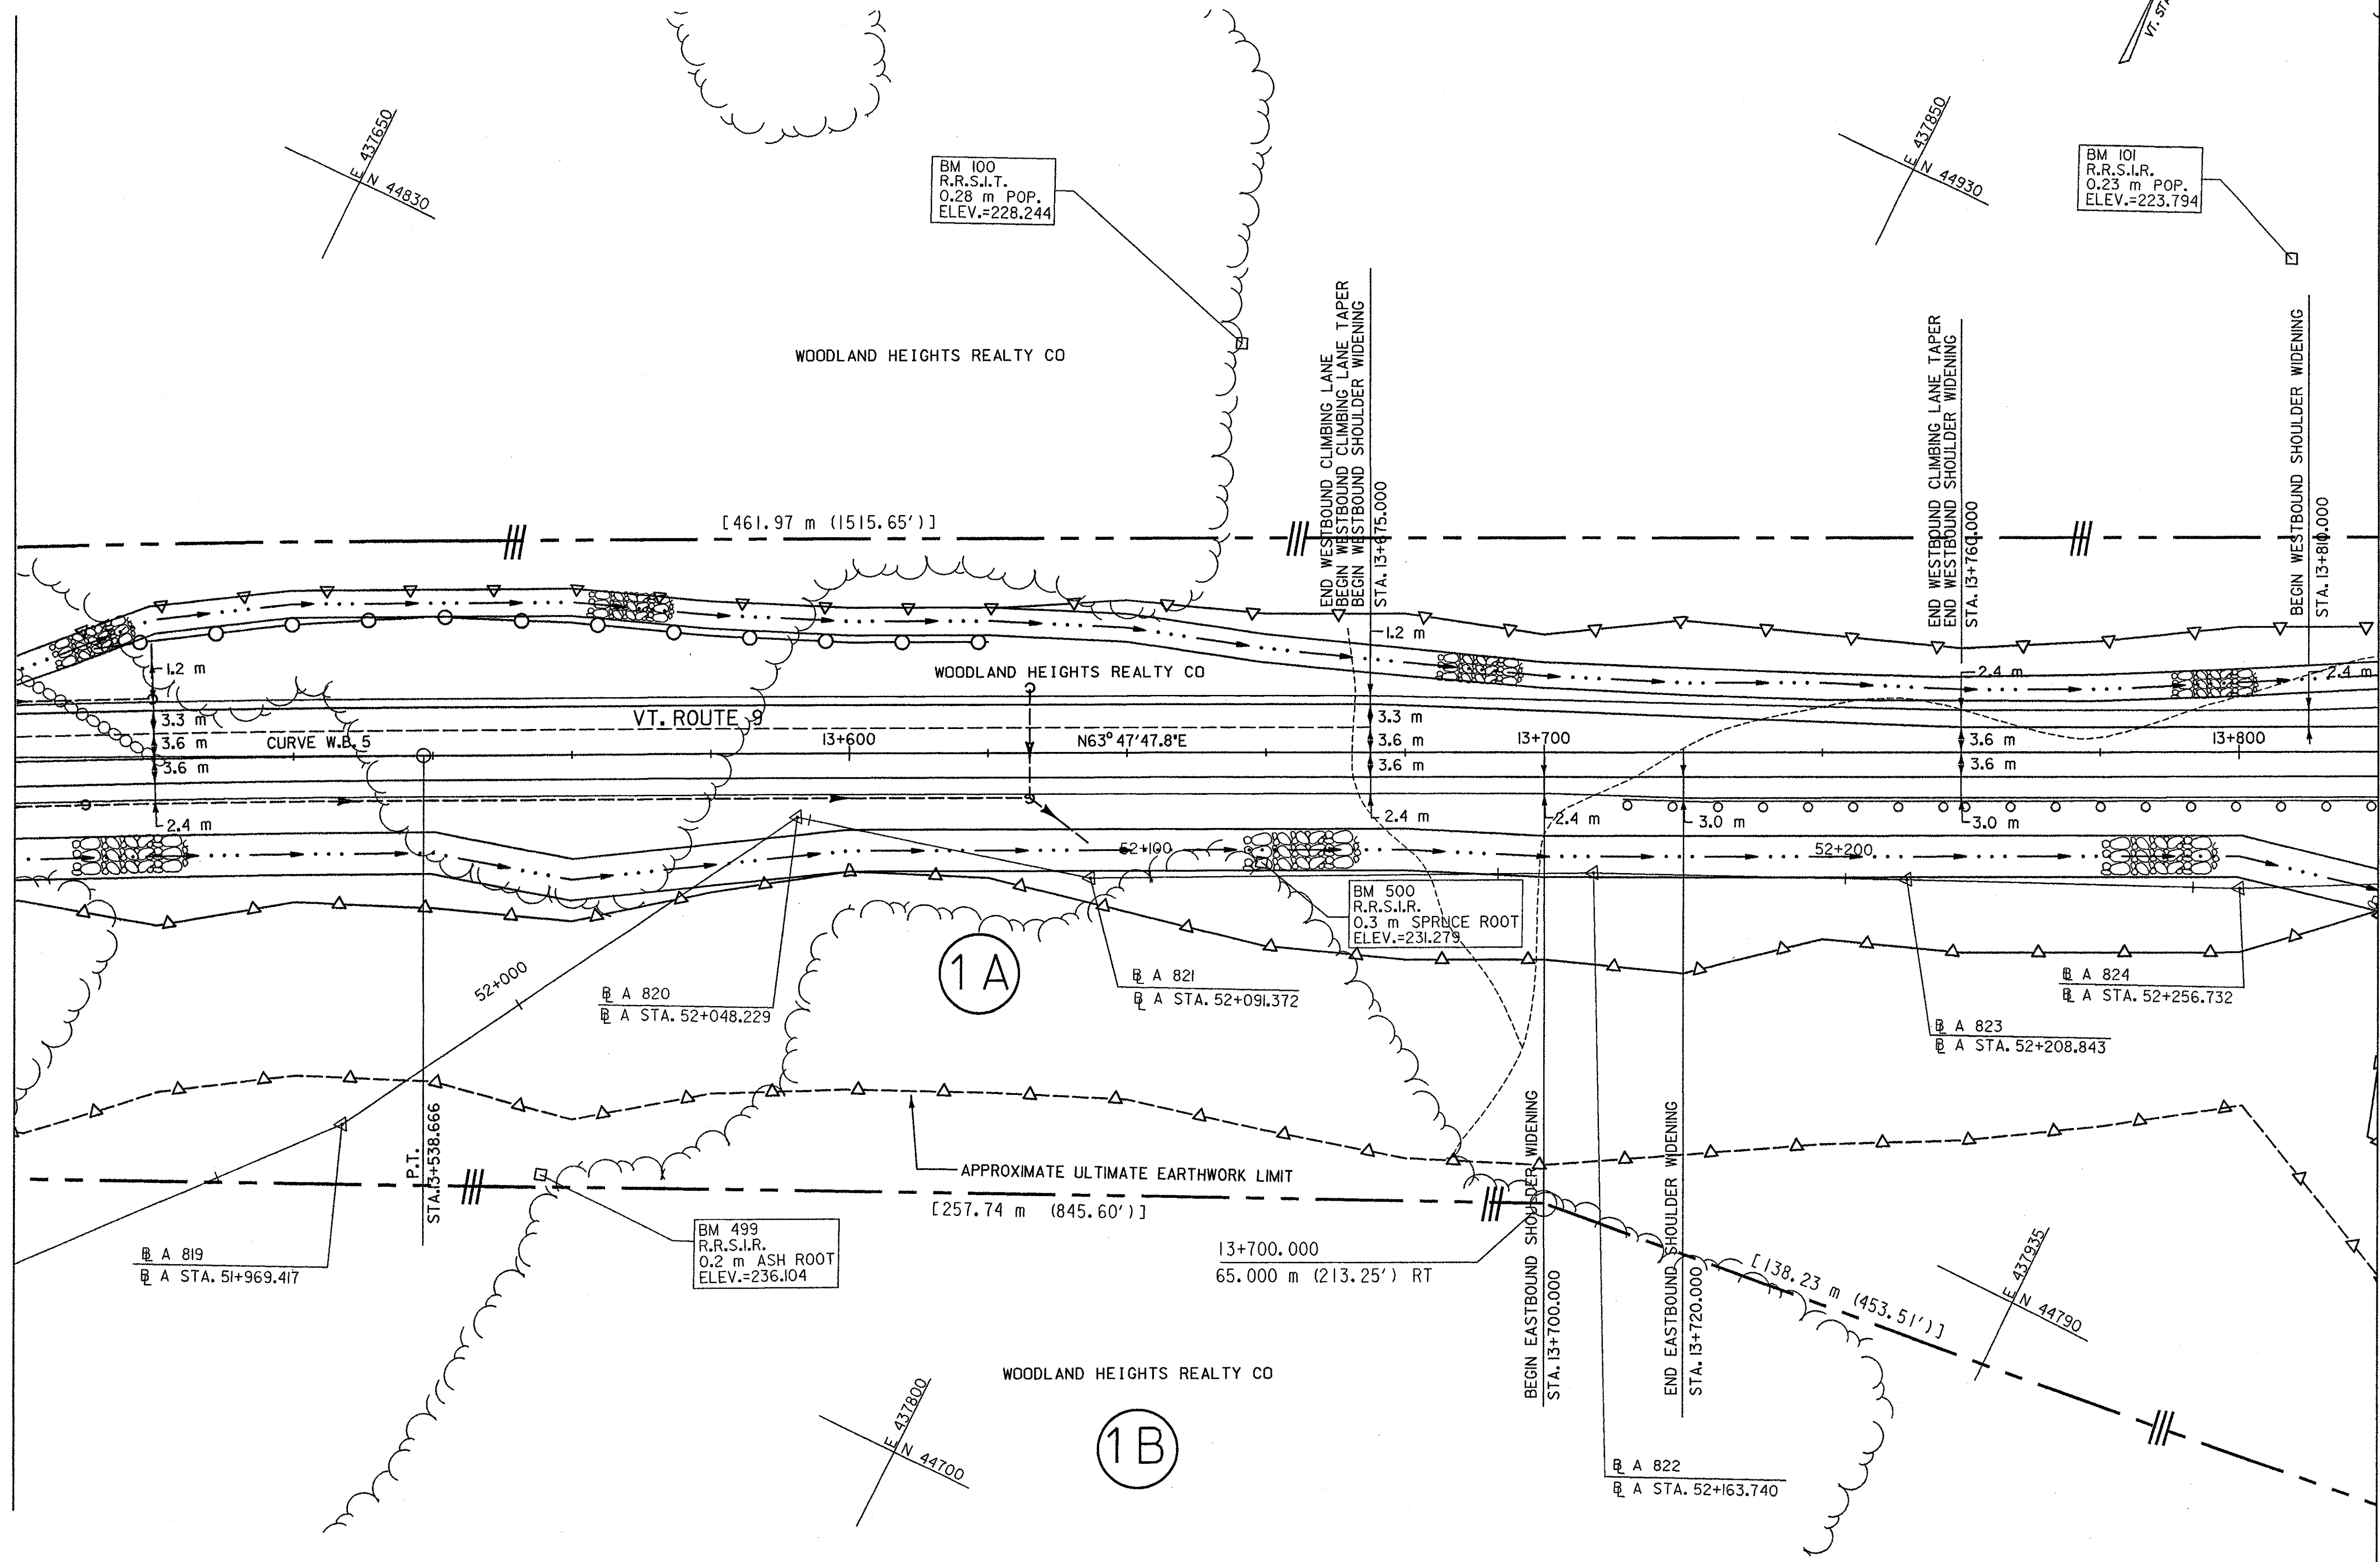 VT. ST
E 437650
N 44830
BM 100
R.R.S.I.T.
0.28 m POP.
ELEV.=228.244
E 437850
N 44930
BM 101
R.R.S.I.R.
0.23 m POP.
ELEV.=223.794
WOODLAND HEIGHTS REALTY CO
END WESTBOUND CLIMBING LANE
BEGIN WESTBOUND CLIMBING LANE TAPER
BEGIN WESTBOUND SHOULDER WIDENING
STA. 13+675.000
END WESTBOUND CLIMBING LANE TAPER
END WESTBOUND SHOULDER WIDENING
STA. 13+760.000
BEGIN WESTBOUND SHOULDER WIDENING
STA. 13+810.000
[461.97 m (1515.65')]
1.2 m
1.2 m
WOODLAND HEIGHTS REALTY CO
2.4 m
2.4 m
3.3 m
VT. ROUTE 9
3.3 m
3.6 m
CURVE W.B. 5
13+600
N63°47'47.8"E
3.6 m
13+700
3.6 m
13+800
3.6 m
3.6 m
3.6 m
2.4 m
2.4 m
2.4 m
3.0 m
3.0 m
52+100
52+200
BM 500
R.R.S.I.R.
0.3 m SPRUCE ROOT
ELEV.=231.279
52+000
1A
BL A 820
BL A STA. 52+048.229
BL A 821
BL A STA. 52+091.372
BL A 824
BL A STA. 52+256.732
BL A 823
BL A STA. 52+208.843
P.T.
STA.13+538.666
APPROXIMATE ULTIMATE EARTHWORK LIMIT
[257.74 m (845.60')]
BL A 819
BL A STA. 51+969.417
BM 499
R.R.S.I.R.
0.2 m ASH ROOT
ELEV.=236.104
13+700.000
65.000 m (213.25') RT
BEGIN EASTBOUND SHOULDER WIDENING
STA. 13+700.000
END EASTBOUND SHOULDER WIDENING
STA. 13+720.000
[138.23 m (453.51')]
E 437935
N 44790
WOODLAND HEIGHTS REALTY CO
1B
E 437800
N 44700
BL A 822
BL A STA. 52+163.740